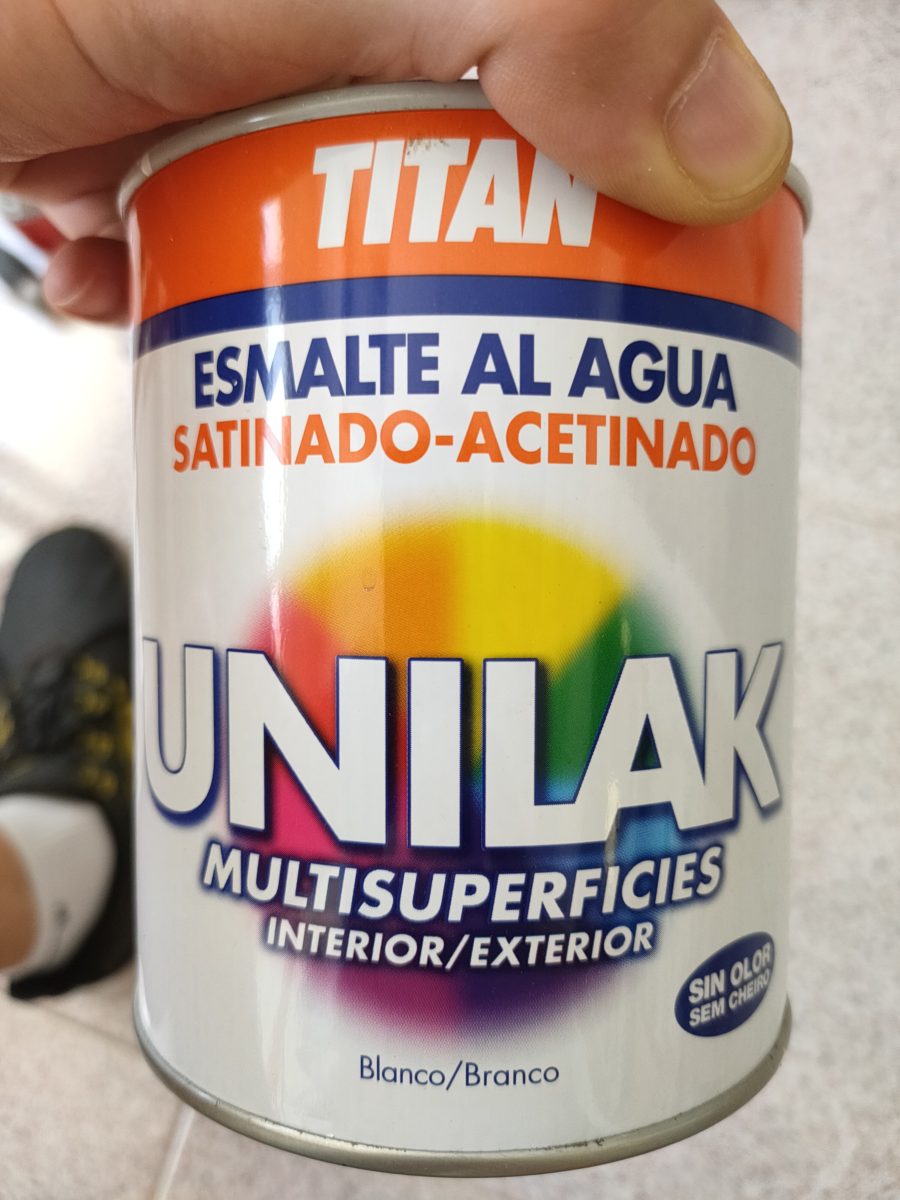 TITAN
ESMALTE AL AGUA
SATINADO-ACETINADO
UNILAK
MULTISUPERFICIES
INTERIOR/EXTERIOR
SIN OLOR
SEM CHEIRO
Blanco/Branco